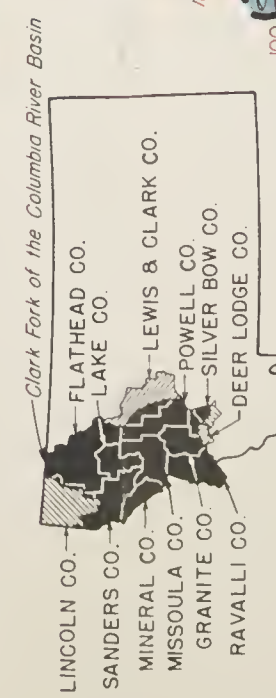 Clark Fork of the Columbia River Basin
FLATHEAD CO.
LAKE CO.
LEWIS & CLARK CO.
POWELL CO.
SILVER BOW CO.
DEER LODGE CO.
LINCOLN CO.
SANDERS CO.
MINERAL CO.
MISSOULA CO.
GRANITE CO.
RAVALLI CO.